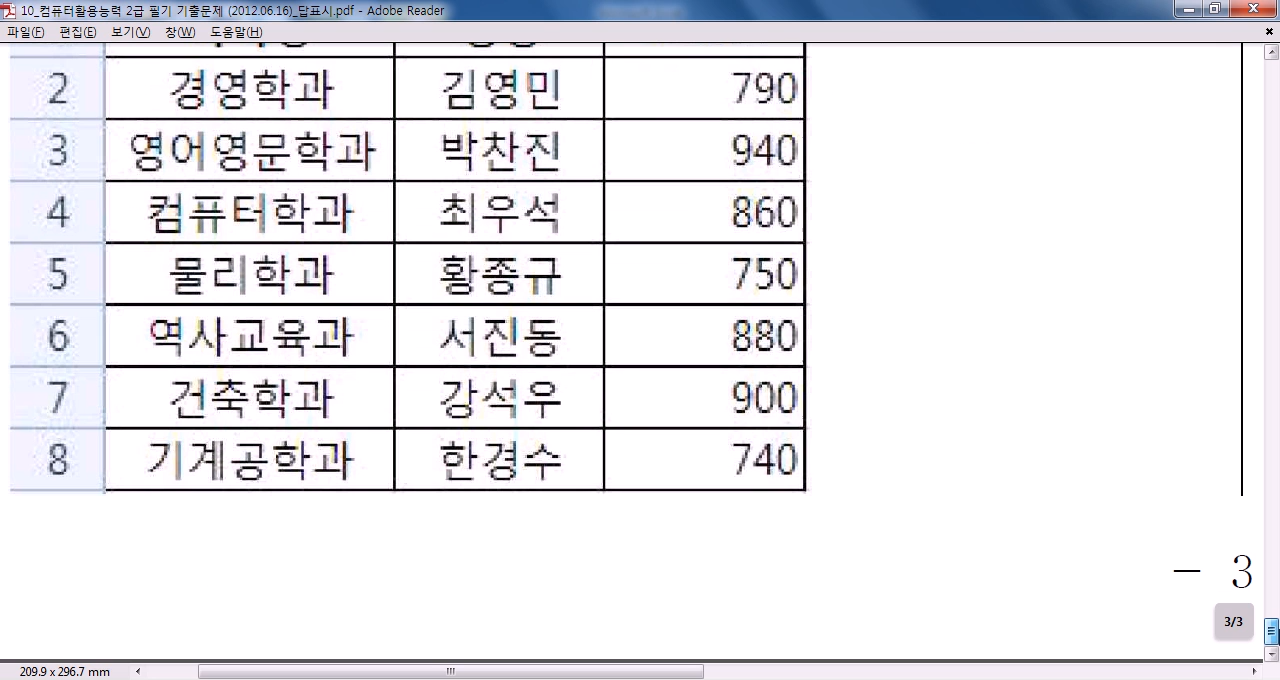 10_컴퓨터활용능력 2급 필기 기출문제 (2012.06.16)_답표시.pdf - Adobe Reader
파일(F) 편집(E) 보기(V) 창(W) 도움말(H)
2 경영학과 김영민 790
3 영어영문학과 박찬진 940
4 컴퓨터학과 최우석 860
5 물리학과 황종규 750
6 역사교육과 서진동 880
7 건축학과 강석우 900
8 기계공학과 한경수 740
- 3
3/3
209.9 x 296.7 mm